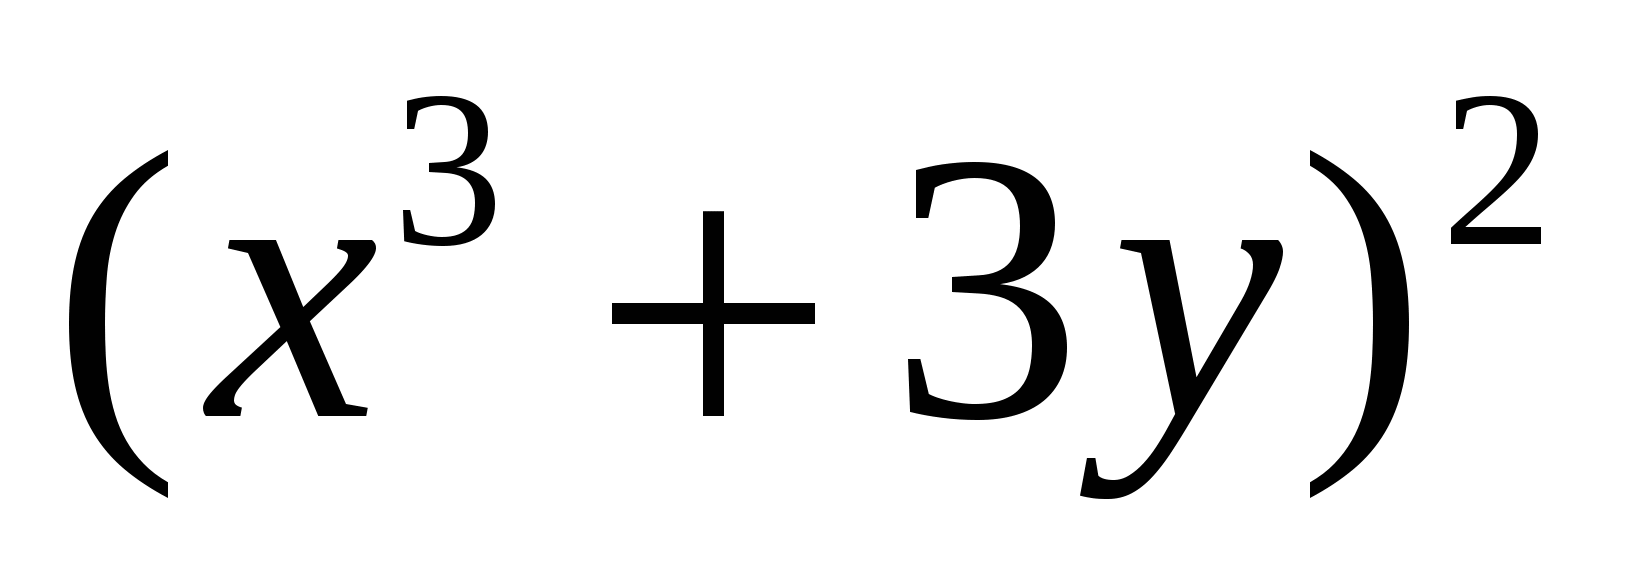 (x³ + 3y)²